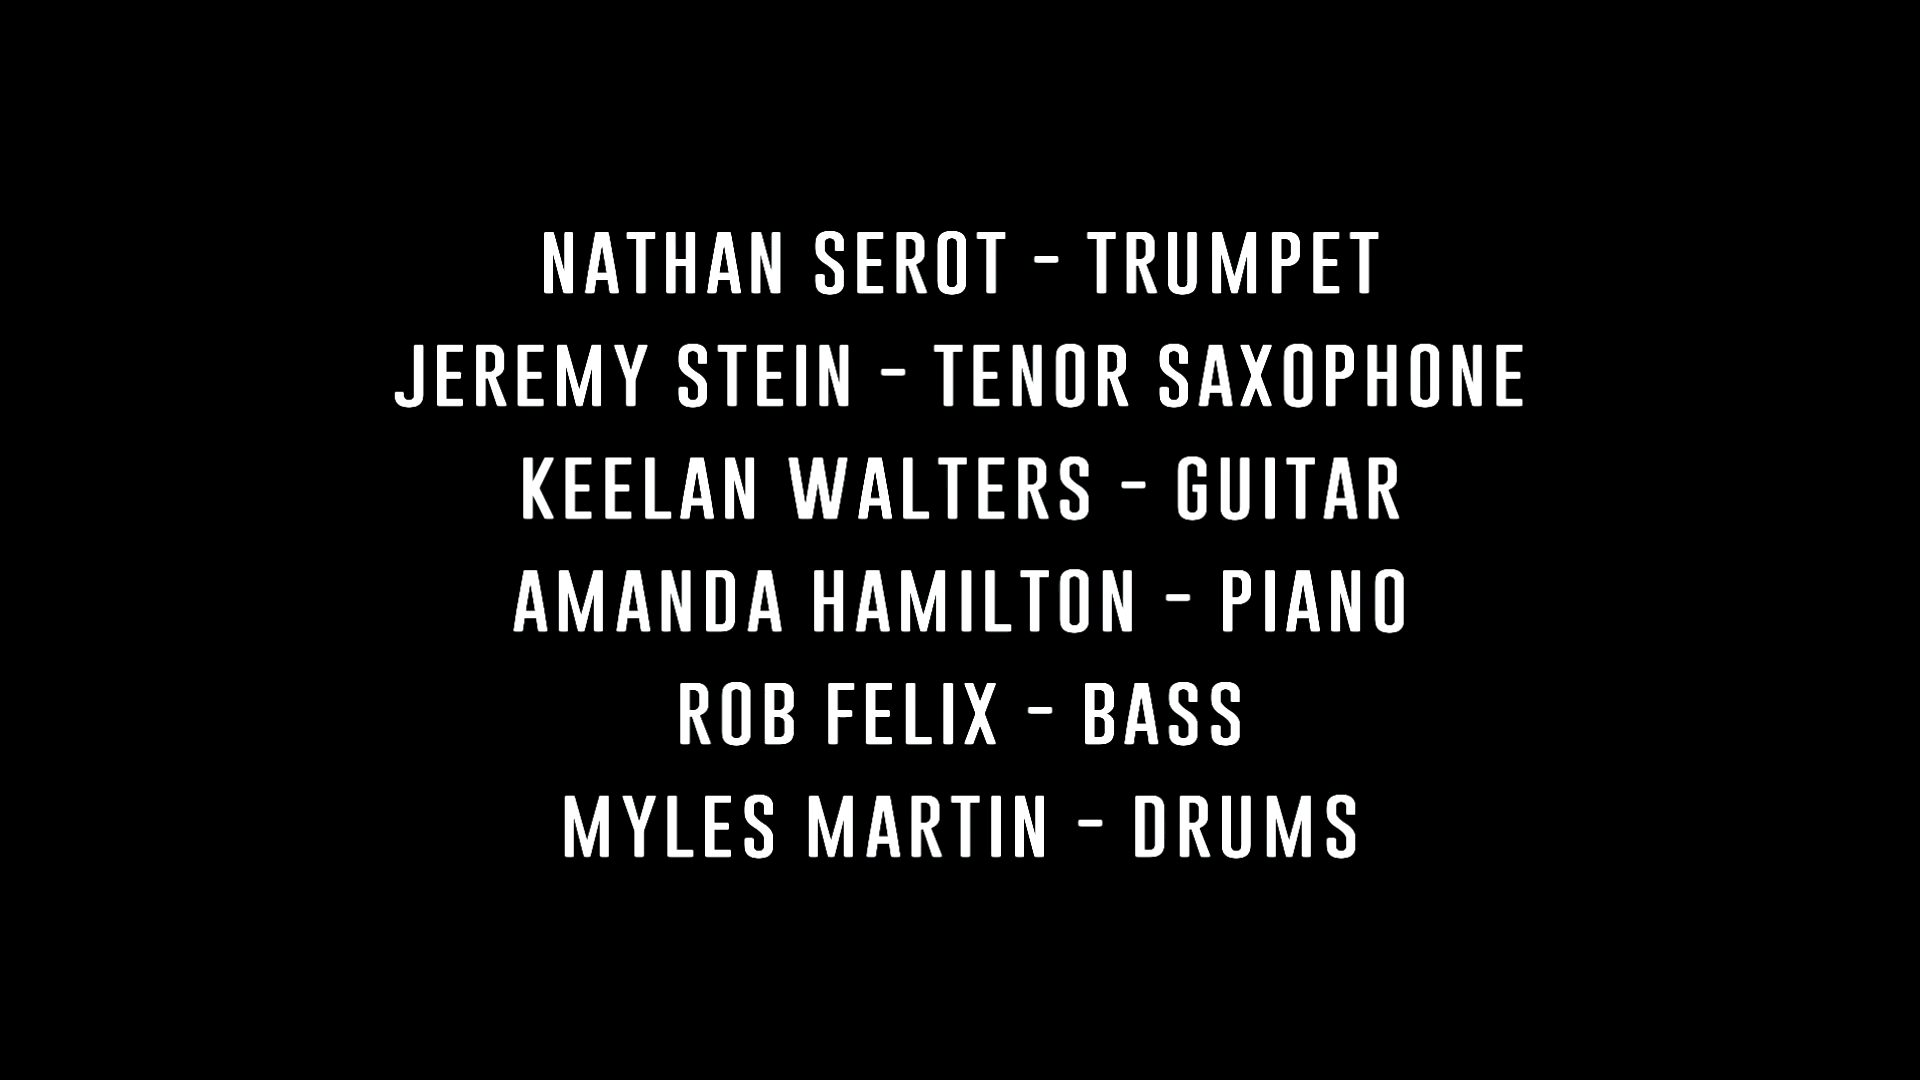 NATHAN SEROT - TRUMPET
JEREMY STEIN - TENOR SAXOPHONE
KEELAN WALTERS - GUITAR
AMANDA HAMILTON - PIANO
ROB FELIX - BASS
MYLES MARTIN - DRUMS